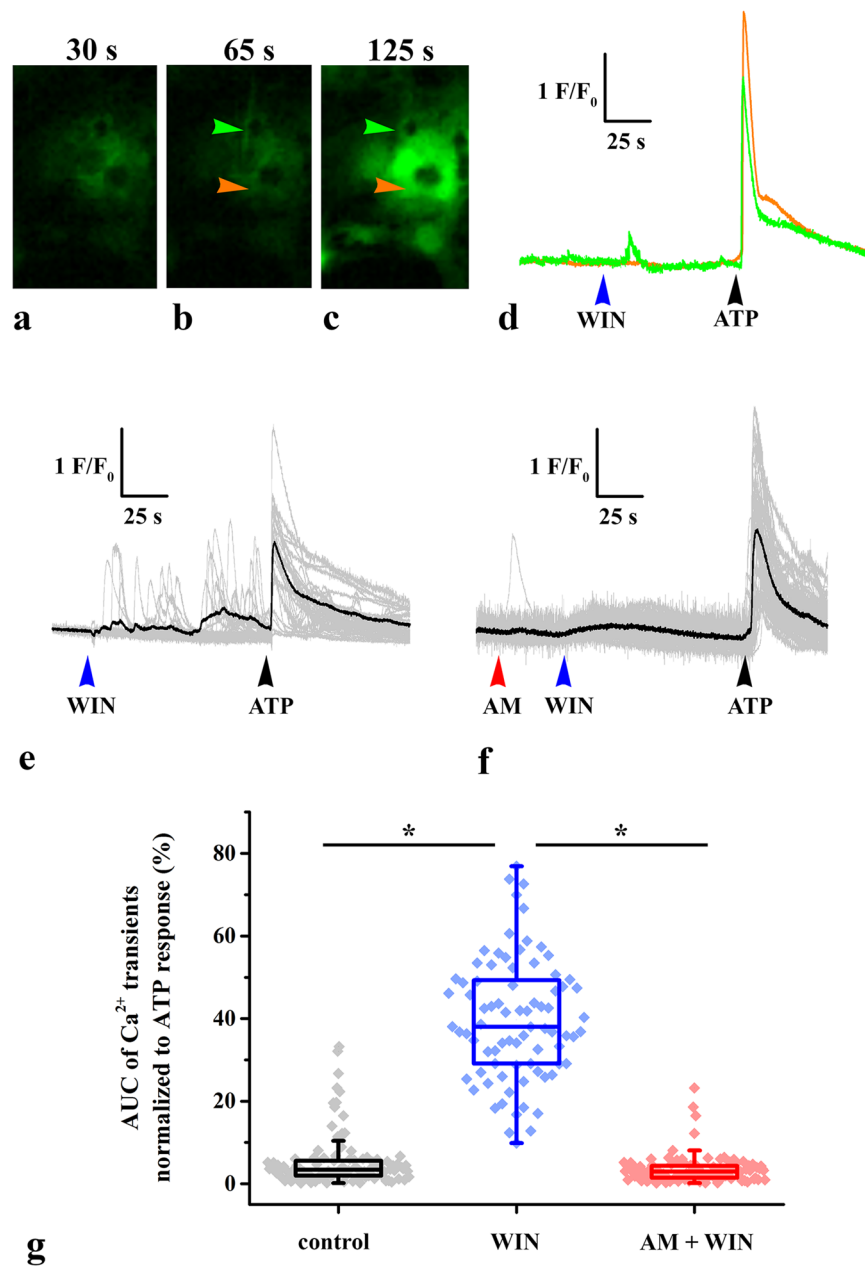 30 s 65 s 125 s
a b c
1 F/F0
25 s
WIN ATP
d
1 F/F0
25 s
WIN ATP
e
1 F/F0
25 s
AM WIN ATP
f
AUC of Ca2+ transients
normalized to ATP response (%)
80
60
40
20
0
* *
control WIN AM + WIN
g